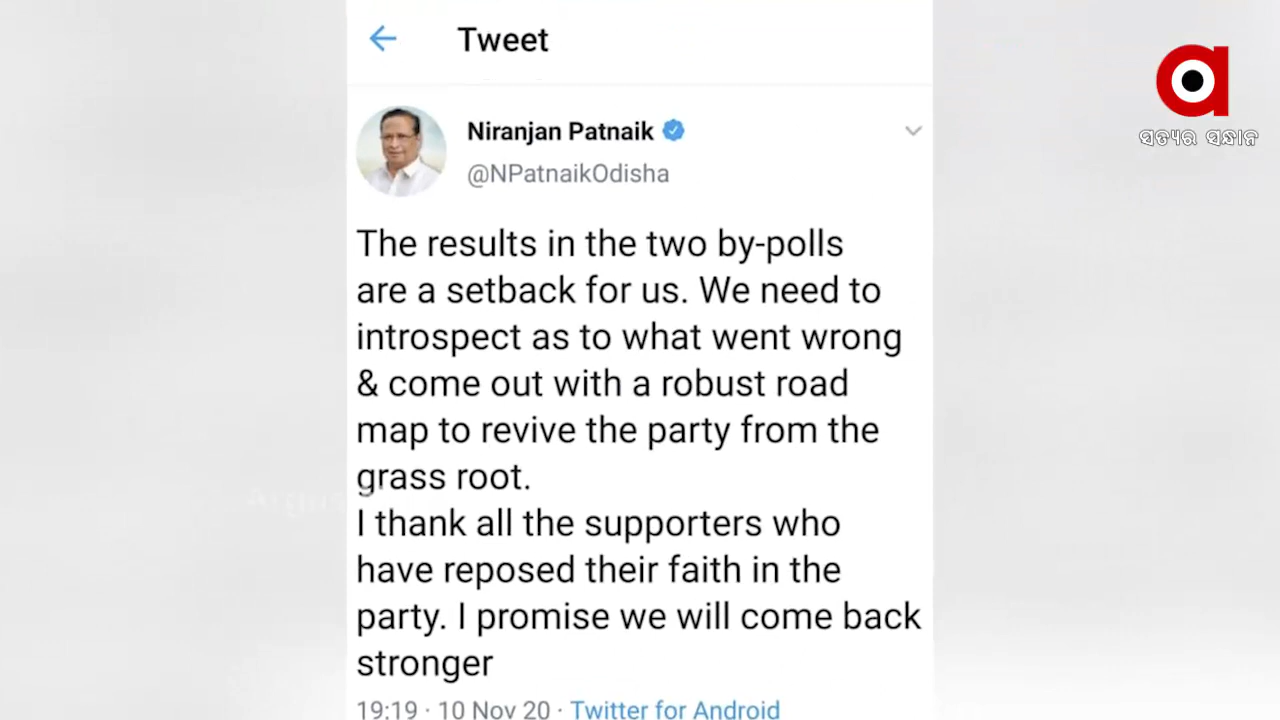 Tweet
Niranjan Patnaik
@NPatnaikOdisha
ସତ୍ୟର ସନ୍ଧାନ
The results in the two by-polls
are a setback for us. We need to
introspect as to what went wrong
& come out with a robust road
map to revive the party from the
grass root.
I thank all the supporters who
have reposed their faith in the
party. I promise we will come back
stronger
19:19 · 10 Nov 20 · Twitter for Android